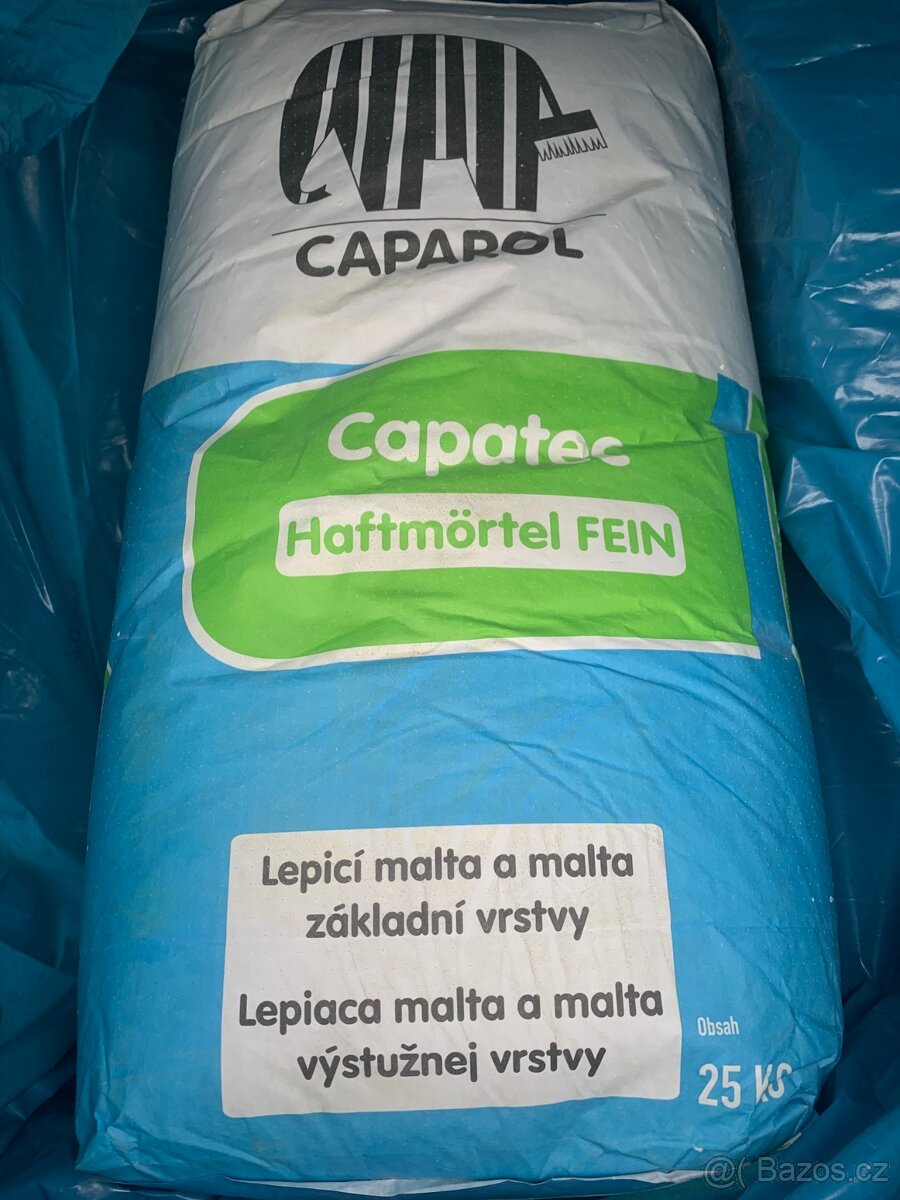 CAPAROL
Capatec
Haftmörtel FEIN
Lepicí malta a malta
základní vrstvy
Lepiaca malta a malta
výstužnej vrstvy
Obsah
25 KG
@( Bazos.cz